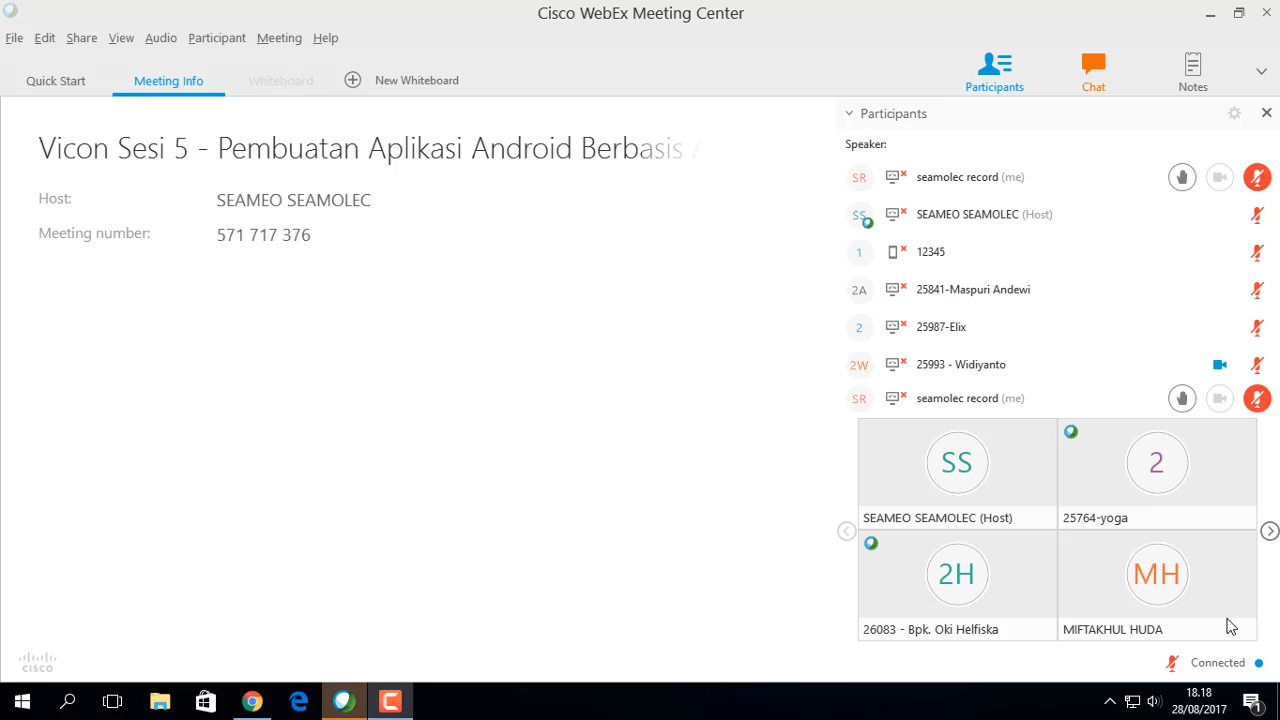 Cisco WebEx Meeting Center
File Edit Share View Audio Participant Meeting Help
Quick Start Meeting Info Whiteboard New Whiteboard
Participants Chat Notes
Vicon Sesi 5 - Pembuatan Aplikasi Android Berbasis A
Host: SEAMEO SEAMOLEC
Meeting number: 571 717 376
Participants
Speaker:
SR seamolec record (me)
SS SEAMEO SEAMOLEC (Host)
1 12345
2A 25841-Maspuri Andewi
2 25987-Elix
2W 25993 - Widiyanto
SR seamolec record (me)
SS 2
SEAMEO SEAMOLEC (Host) 25764-yoga
2H MH
26083 - Bpk. Oki Helfiska MIFTAKHUL HUDA
cisco
Connected
18.18
28/08/2017
1